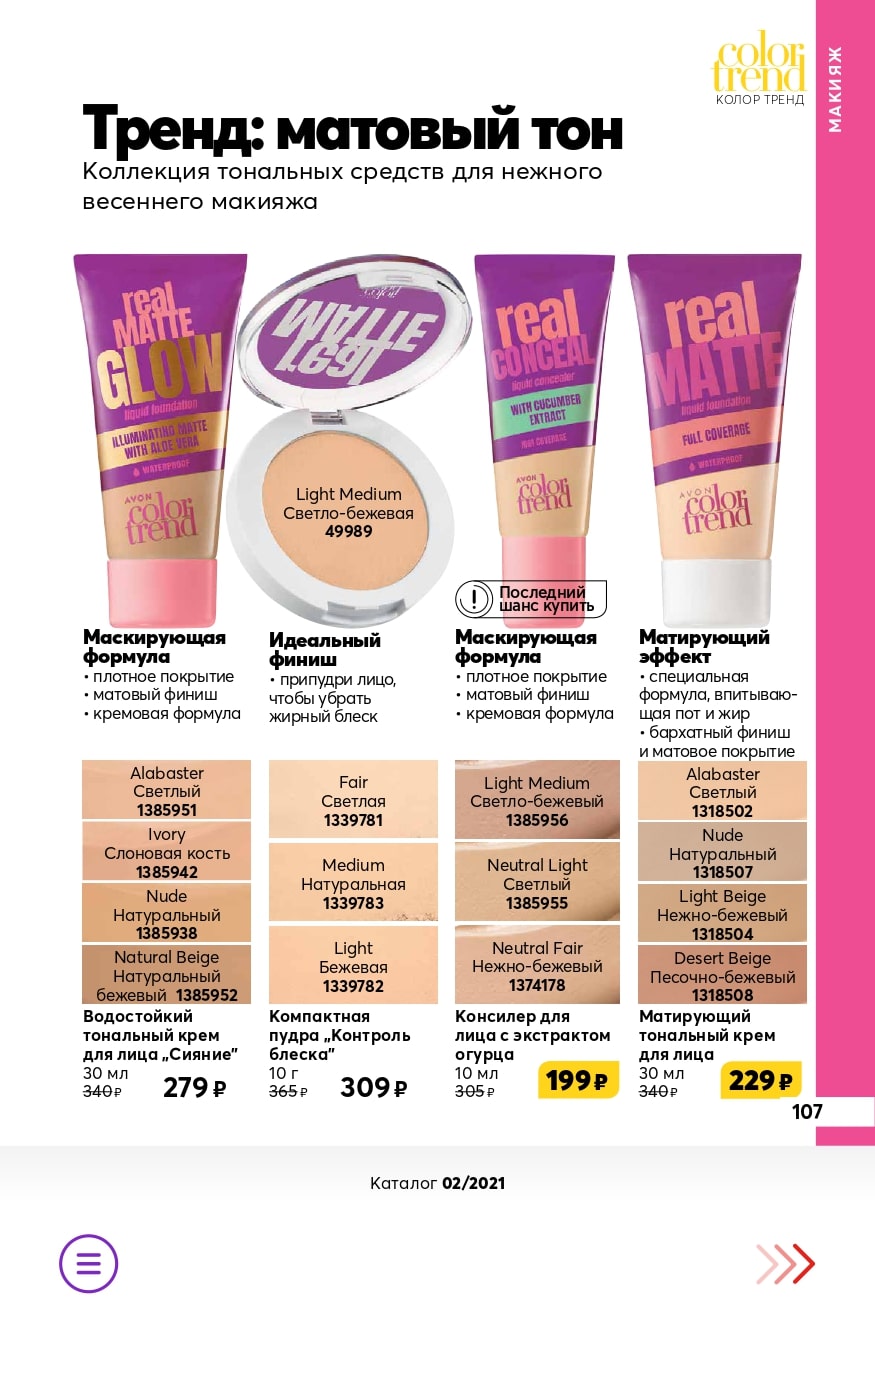 color
trend
КОЛОР ТРЕНД
МАКИЯЖ
Тренд: матовый тон
Коллекция тональных средств для нежного
весеннего макияжа
real
MATTE
GLOW
liquid foundation
ILLUMINATING MATTE
WITH ALOE VERA
WATERPROOF
AVON
color
trend
real
MATTE
Light Medium
Светло-бежевая
49989
real
CONCEAL
liquid concealer
WITH CUCUMBER
EXTRACT
AVON
color
trend
real
MATTE
liquid foundation
FULL COVERAGE
WATERPROOF
AVON
color
trend
Последний
шанс купить
Маскирующая
формула
• плотное покрытие
• матовый финиш
• кремовая формула
Alabaster
Светлый
1385951
Ivory
Слоновая кость
1385942
Nude
Натуральный
1385938
Natural Beige
Натуральный
бежевый 1385952
Водостойкий
тональный крем
для лица „Сияние”
30 мл
340 ₽
279 ₽
Идеальный
финиш
• припудри лицо,
чтобы убрать
жирный блеск
Fair
Светлая
1339781
Medium
Натуральная
1339783
Light
Бежевая
1339782
Компактная
пудра „Контроль
блеска”
10 г
365 ₽
309 ₽
Маскирующая
формула
• плотное покрытие
• матовый финиш
• кремовая формула
Light Medium
Светло-бежевый
1385956
Neutral Light
Светлый
1385955
Neutral Fair
Нежно-бежевый
1374178
Консилер для
лица с экстрактом
огурца
10 мл
305 ₽
199 ₽
Матирующий
эффект
• специальная
формула, впитываю-
щая пот и жир
• бархатный финиш
и матовое покрытие
Alabaster
Светлый
1318502
Nude
Натуральный
1318507
Light Beige
Нежно-бежевый
1318504
Desert Beige
Песочно-бежевый
1318508
Матирующий
тональный крем
для лица
30 мл
340 ₽
229 ₽
107
Каталог 02/2021